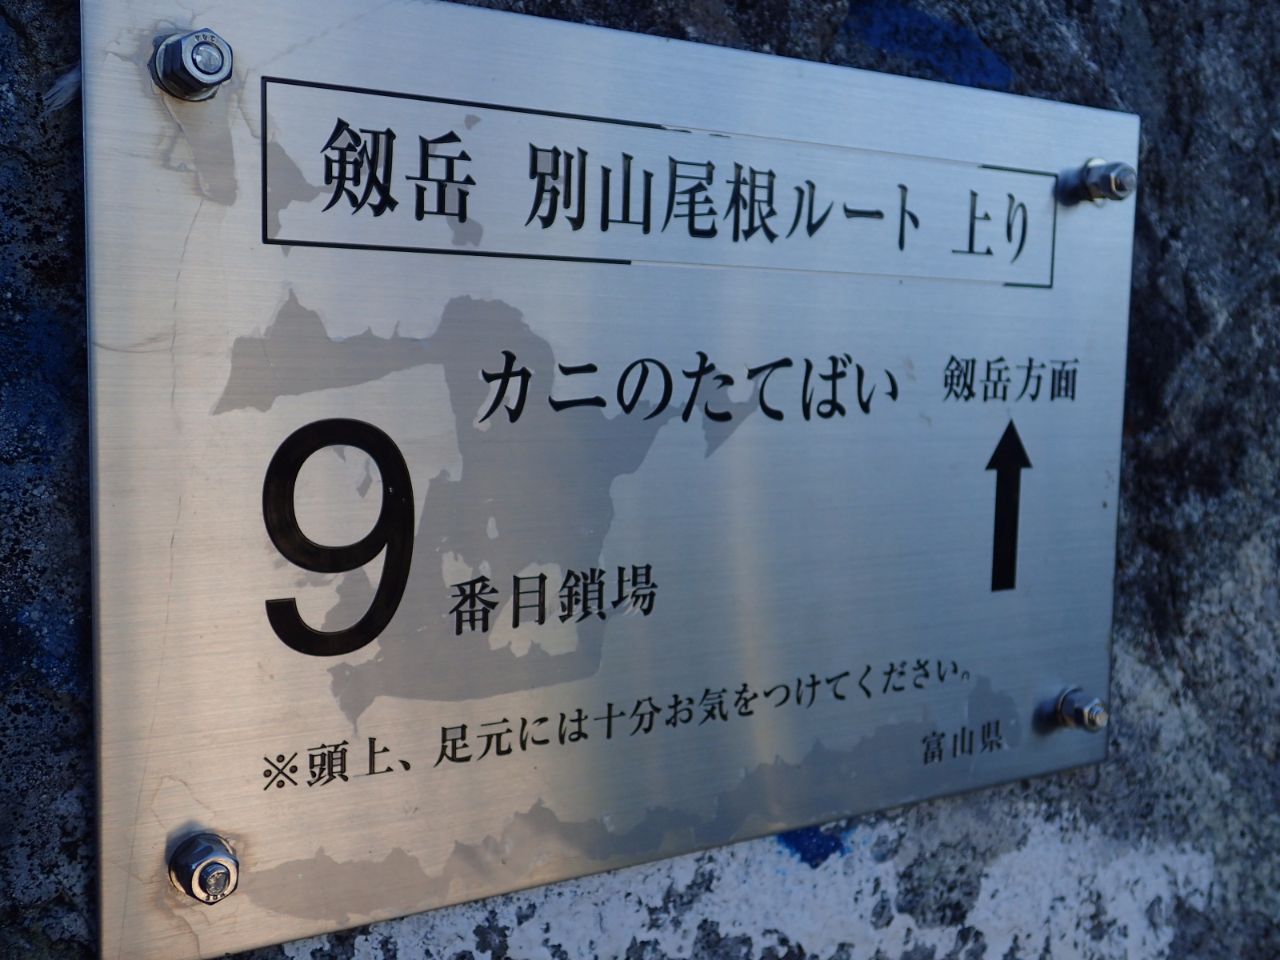 剱岳 別山尾根ルート 上り
カニのたてばい
剱岳方面
9番目鎖場
※頭上、足元には十分お気をつけてください。
富山県